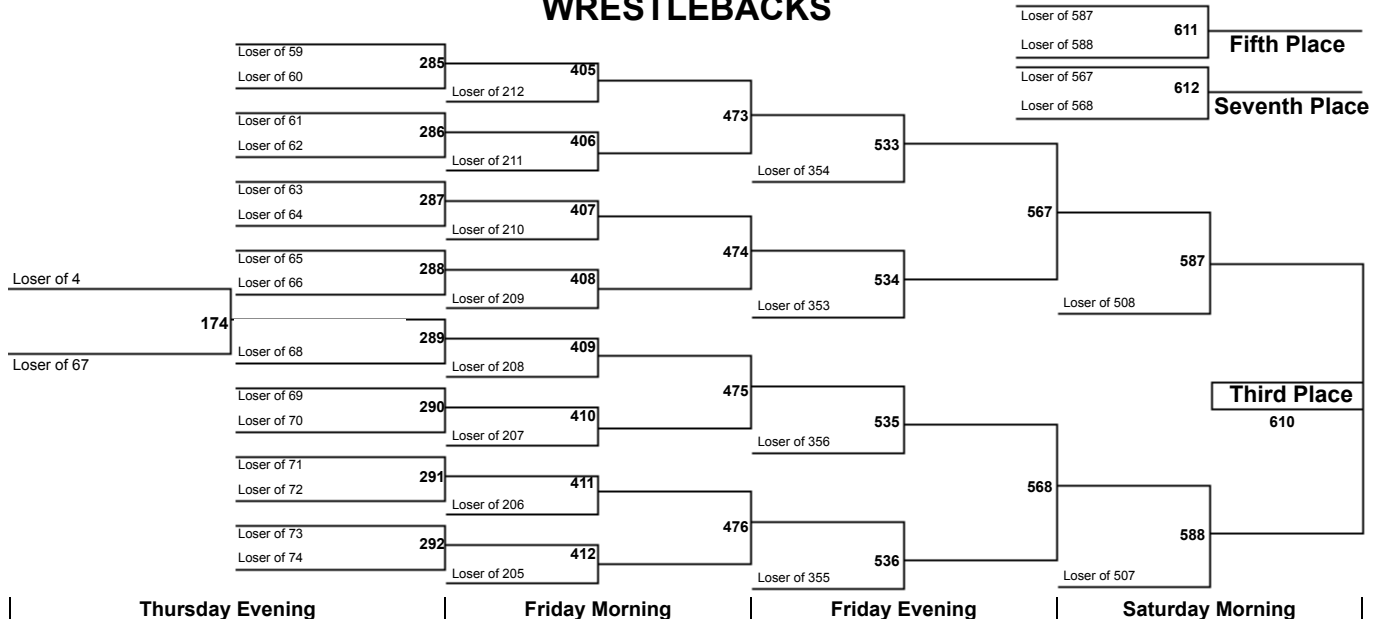 WRESTLEBACKS
Loser of 587
611
Loser of 588
Fifth Place
Loser of 567
612
Loser of 568
Seventh Place
Loser of 4
174
Loser of 67
Loser of 59
285
Loser of 60
Loser of 61
286
Loser of 62
Loser of 63
287
Loser of 64
Loser of 65
288
Loser of 66
289
Loser of 68
Loser of 69
290
Loser of 70
Loser of 71
291
Loser of 72
Loser of 73
292
Loser of 74
405
Loser of 212
406
Loser of 211
407
Loser of 210
408
Loser of 209
409
Loser of 208
410
Loser of 207
411
Loser of 206
412
Loser of 205
473
474
475
476
533
Loser of 354
534
Loser of 353
535
Loser of 356
536
Loser of 355
567
568
587
Loser of 508
588
Loser of 507
Third Place
610
Thursday Evening
Friday Morning
Friday Evening
Saturday Morning